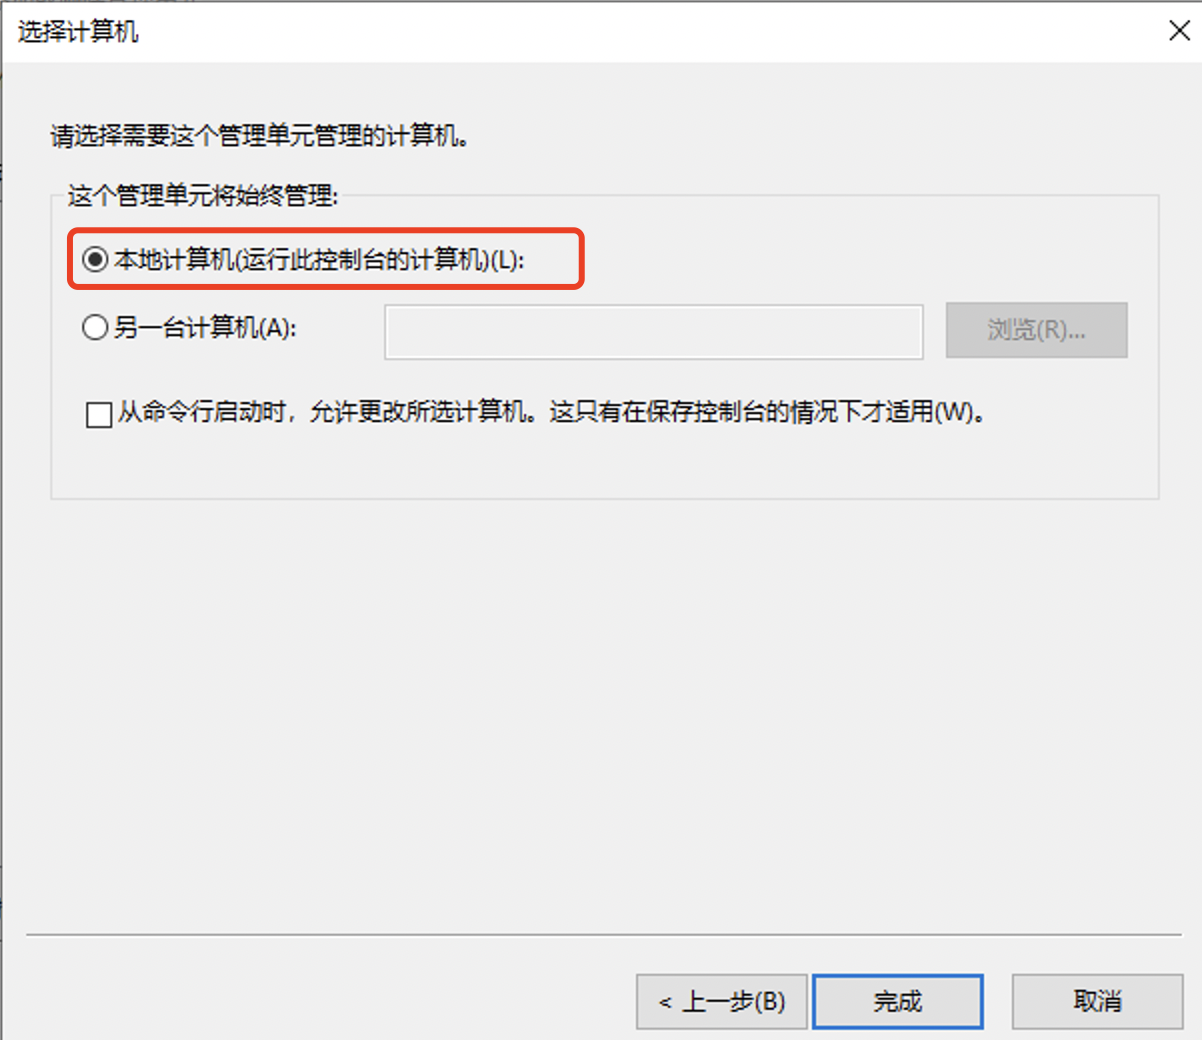 选择计算机
请选择需要这个管理单元管理的计算机。
这个管理单元将始终管理:
本地计算机(运行此控制台的计算机)(L):
另一台计算机(A):
浏览(R)...
从命令行启动时，允许更改所选计算机。这只有在保存控制台的情况下才适用(W)。
< 上一步(B)
完成
取消